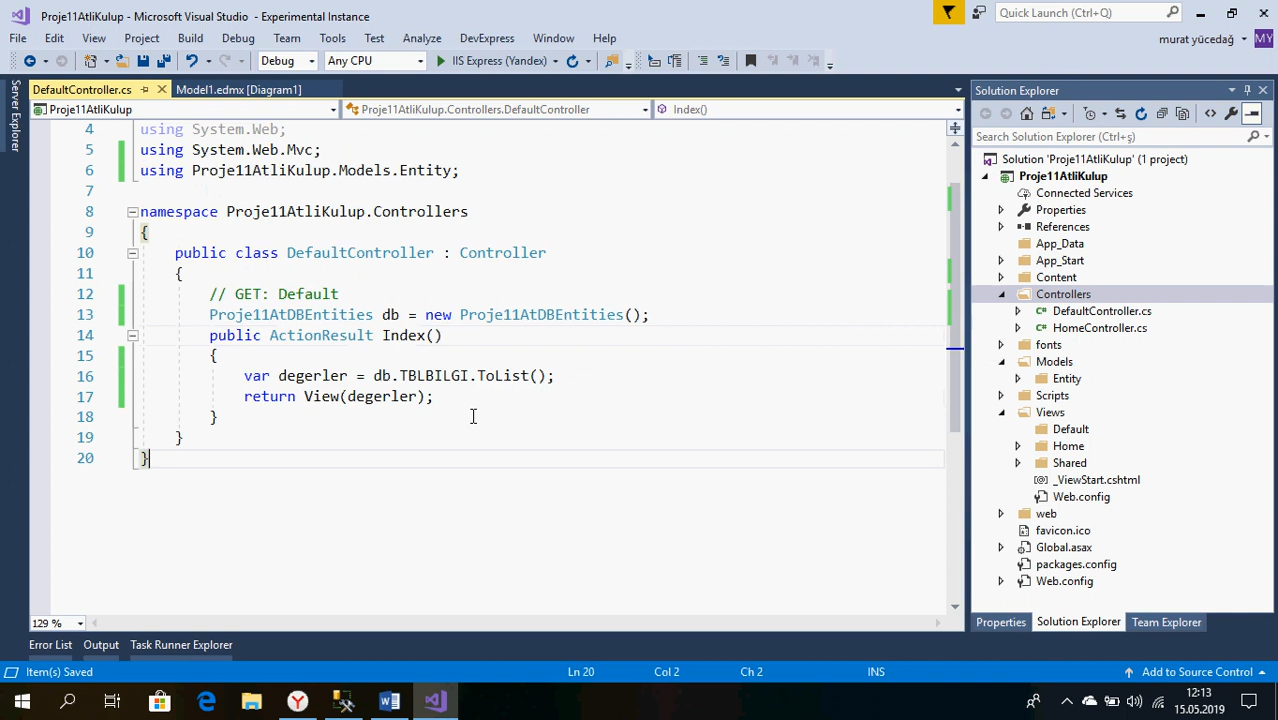 Proje11AtliKulup - Microsoft Visual Studio - Experimental Instance
Quick Launch (Ctrl+Q)
File Edit View Project Build Debug Team Tools Test Analyze DevExpress Window Help
murat yücedağ MY
Debug Any CPU IIS Express (Yandex)
Server Explorer
DefaultController.cs Model1.edmx [Diagram1]
Proje11AtliKulup Proje11AtliKulup.Controllers.DefaultController Index()
4 using System.Web;
5 using System.Web.Mvc;
6 using Proje11AtliKulup.Models.Entity;
7
8 namespace Proje11AtliKulup.Controllers
9 {
10 public class DefaultController : Controller
11 {
12 // GET: Default
13 Proje11AtDBEntities db = new Proje11AtDBEntities();
14 public ActionResult Index()
15 {
16 var degerler = db.TBLBILGI.ToList();
17 return View(degerler);
18 }
19 }
20 }
129 %
Solution Explorer
Search Solution Explorer (Ctrl+ş)
Solution 'Proje11AtliKulup' (1 project)
Proje11AtliKulup
Connected Services
Properties
References
App_Data
App_Start
Content
Controllers
DefaultController.cs
HomeController.cs
fonts
Models
Entity
Scripts
Views
Default
Home
Shared
_ViewStart.cshtml
Web.config
web
favicon.ico
Global.asax
packages.config
Web.config
Properties Solution Explorer Team Explorer
Error List Output Task Runner Explorer
Item(s) Saved Ln 20 Col 2 Ch 2 INS Add to Source Control
12:13
15.05.2019